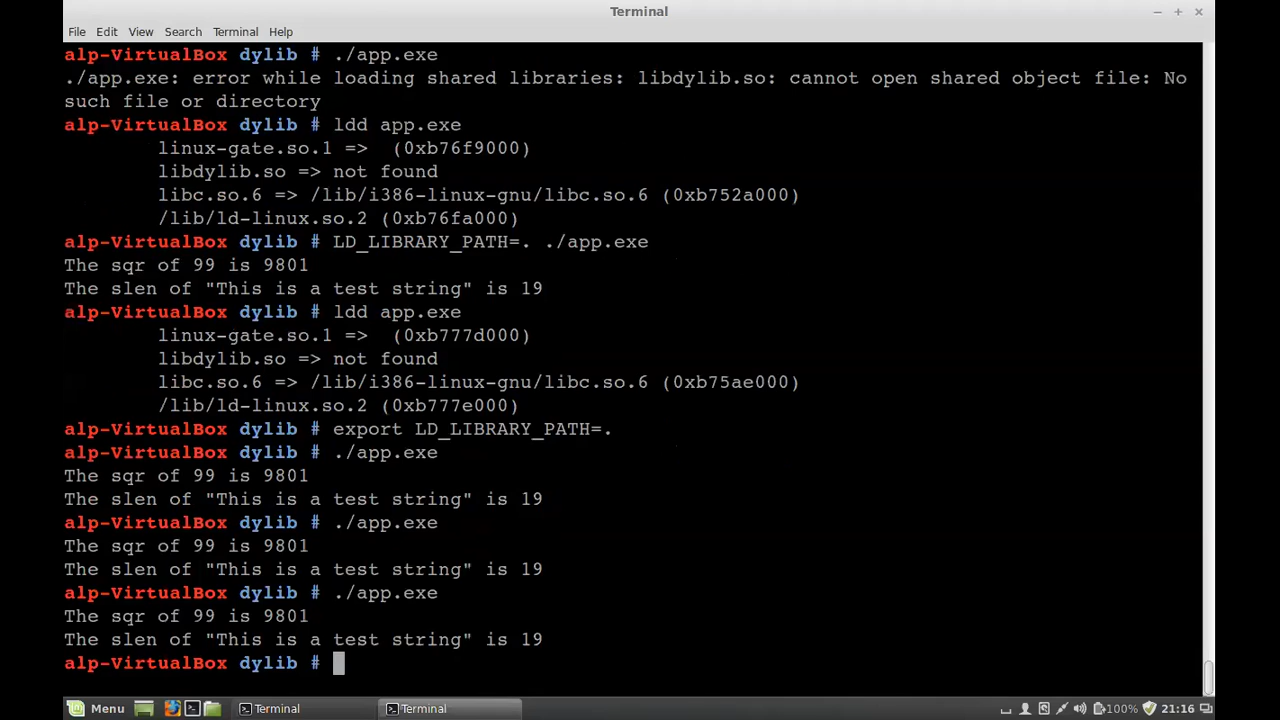 Terminal
File Edit View Search Terminal Help
alp-VirtualBox dylib # ./app.exe
./app.exe: error while loading shared libraries: libdylib.so: cannot open shared object file: No
such file or directory
alp-VirtualBox dylib # ldd app.exe
linux-gate.so.1 =>  (0xb76f9000)
libdylib.so => not found
libc.so.6 => /lib/i386-linux-gnu/libc.so.6 (0xb752a000)
/lib/ld-linux.so.2 (0xb76fa000)
alp-VirtualBox dylib # LD_LIBRARY_PATH=. ./app.exe
The sqr of 99 is 9801
The slen of "This is a test string" is 19
alp-VirtualBox dylib # ldd app.exe
linux-gate.so.1 =>  (0xb777d000)
libdylib.so => not found
libc.so.6 => /lib/i386-linux-gnu/libc.so.6 (0xb75ae000)
/lib/ld-linux.so.2 (0xb777e000)
alp-VirtualBox dylib # export LD_LIBRARY_PATH=.
alp-VirtualBox dylib # ./app.exe
The sqr of 99 is 9801
The slen of "This is a test string" is 19
alp-VirtualBox dylib # ./app.exe
The sqr of 99 is 9801
The slen of "This is a test string" is 19
alp-VirtualBox dylib # ./app.exe
The sqr of 99 is 9801
The slen of "This is a test string" is 19
alp-VirtualBox dylib #
Menu Terminal Terminal 100% 21:16